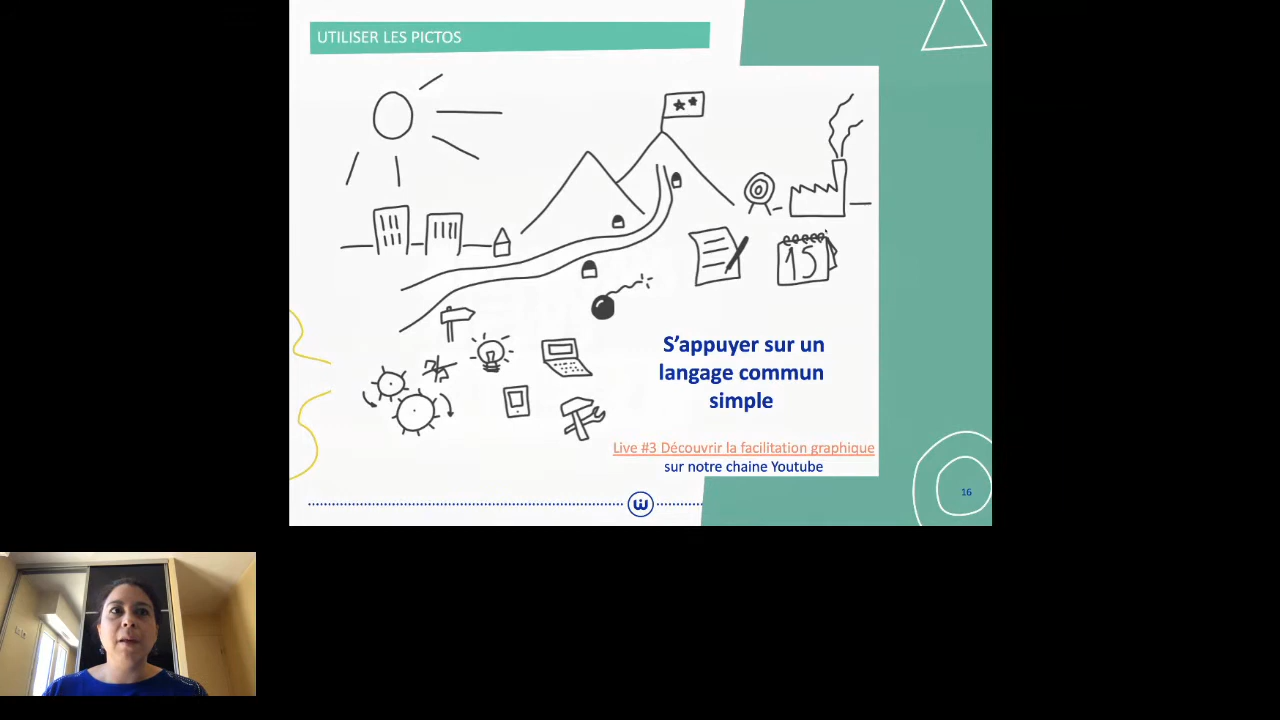 UTILISER LES PICTOS
15
S'appuyer sur un
langage commun
simple
Live #3 Découvrir la facilitation graphique
sur notre chaine Youtube
16